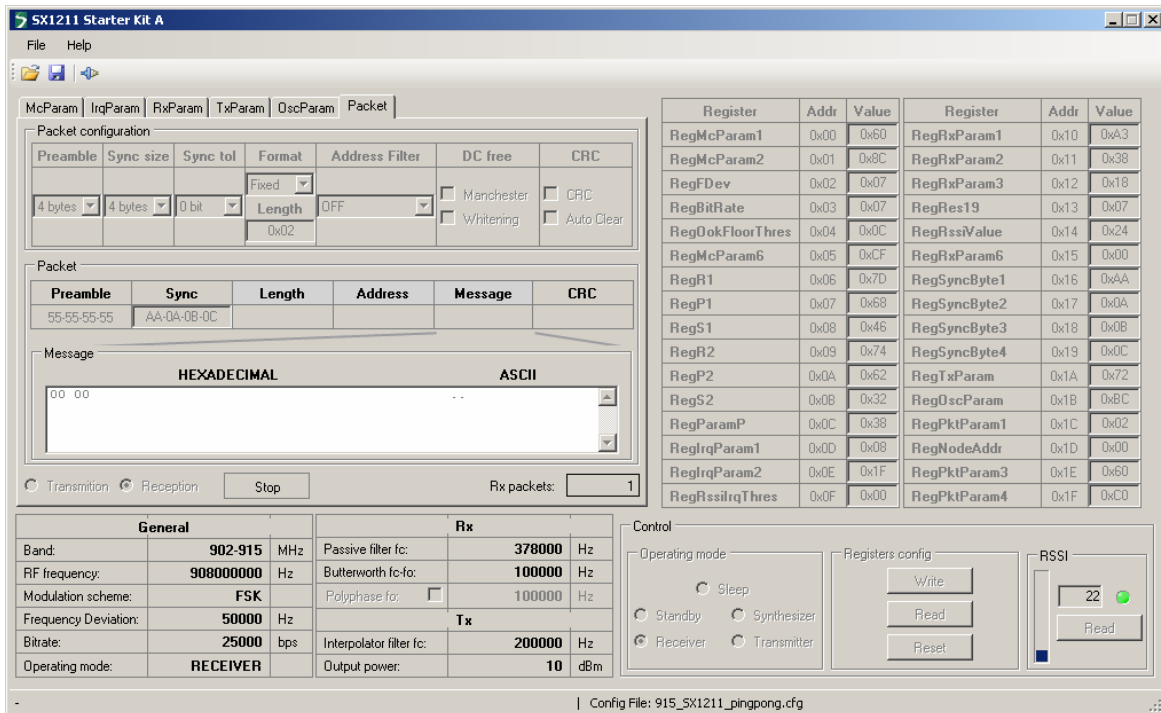 SX1211 Starter Kit A
File Help
McParam IrqParam RxParam TxParam OscParam Packet
Packet configuration
Preamble Sync size Sync tol Format Address Filter DC free CRC
4 bytes 4 bytes 0 bit Fixed OFF Manchester CRC
Length Whitening Auto Clear
0x02
Packet
Preamble Sync Length Address Message CRC
55-55-55-55 AA-0A-0B-0C
Message
HEXADECIMAL ASCII
00 00 . .
Transmition Reception Stop Rx packets: 1
Register Addr Value Register Addr Value
RegMcParam1 0x00 0x60 RegRxParam1 0x10 0xA3
RegMcParam2 0x01 0x8C RegRxParam2 0x11 0x38
RegFDev 0x02 0x07 RegRxParam3 0x12 0x18
RegBitRate 0x03 0x07 RegRes19 0x13 0x07
RegOokFloorThres 0x04 0x0C RegRssiValue 0x14 0x24
RegMcParam6 0x05 0xCF RegRxParam6 0x15 0x00
RegR1 0x06 0x7D RegSyncByte1 0x16 0xAA
RegP1 0x07 0x68 RegSyncByte2 0x17 0x0A
RegS1 0x08 0x46 RegSyncByte3 0x18 0x0B
RegR2 0x09 0x74 RegSyncByte4 0x19 0x0C
RegP2 0x0A 0x62 RegTxParam 0x1A 0x72
RegS2 0x0B 0x32 RegOscParam 0x1B 0xBC
RegParamP 0x0C 0x38 RegPktParam1 0x1C 0x02
RegIrqParam1 0x0D 0x08 RegNodeAddr 0x1D 0x00
RegIrqParam2 0x0E 0x1F RegPktParam3 0x1E 0x60
RegRssiIrqThres 0x0F 0x00 RegPktParam4 0x1F 0xC0
General
Band: 902-915 MHz
RF frequency: 908000000 Hz
Modulation scheme: FSK
Frequency Deviation: 50000 Hz
Bitrate: 25000 bps
Operating mode: RECEIVER
Rx
Passive filter fc: 378000 Hz
Butterworth fc-fo: 100000 Hz
Polyphase fo: 100000 Hz
Tx
Interpolator filter fc: 200000 Hz
Output power: 10 dBm
Control
Operating mode
Sleep
Standby Synthesizer
Receiver Transmitter
Registers config
Write
Read
Reset
RSSI
22
Read
- | Config File: 915_SX1211_pingpong.cfg